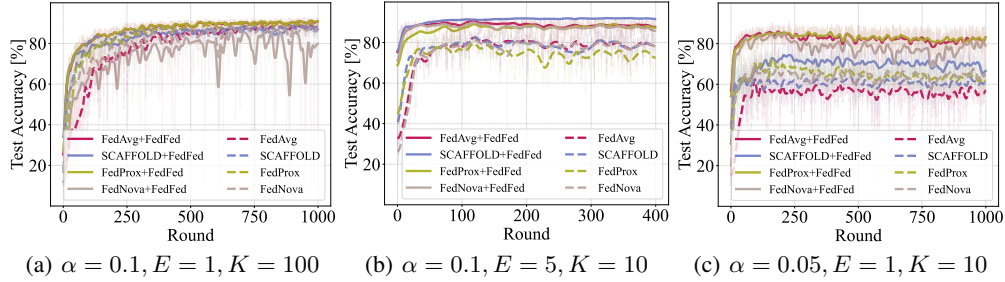 Test Accuracy [%]
80
60
40
20
0 250 500 750 1000
Round
FedAvg+FedFed FedAvg
SCAFFOLD+FedFed SCAFFOLD
FedProx+FedFed FedProx
FedNova+FedFed FedNova
(a) α = 0.1, E = 1, K = 100
Test Accuracy [%]
80
60
40
20
0 100 200 300 400
Round
FedAvg+FedFed FedAvg
SCAFFOLD+FedFed SCAFFOLD
FedProx+FedFed FedProx
FedNova+FedFed FedNova
(b) α = 0.1, E = 5, K = 10
Test Accuracy [%]
80
60
40
20
0 250 500 750 1000
Round
FedAvg+FedFed FedAvg
SCAFFOLD+FedFed SCAFFOLD
FedProx+FedFed FedProx
FedNova+FedFed FedNova
(c) α = 0.05, E = 1, K = 10